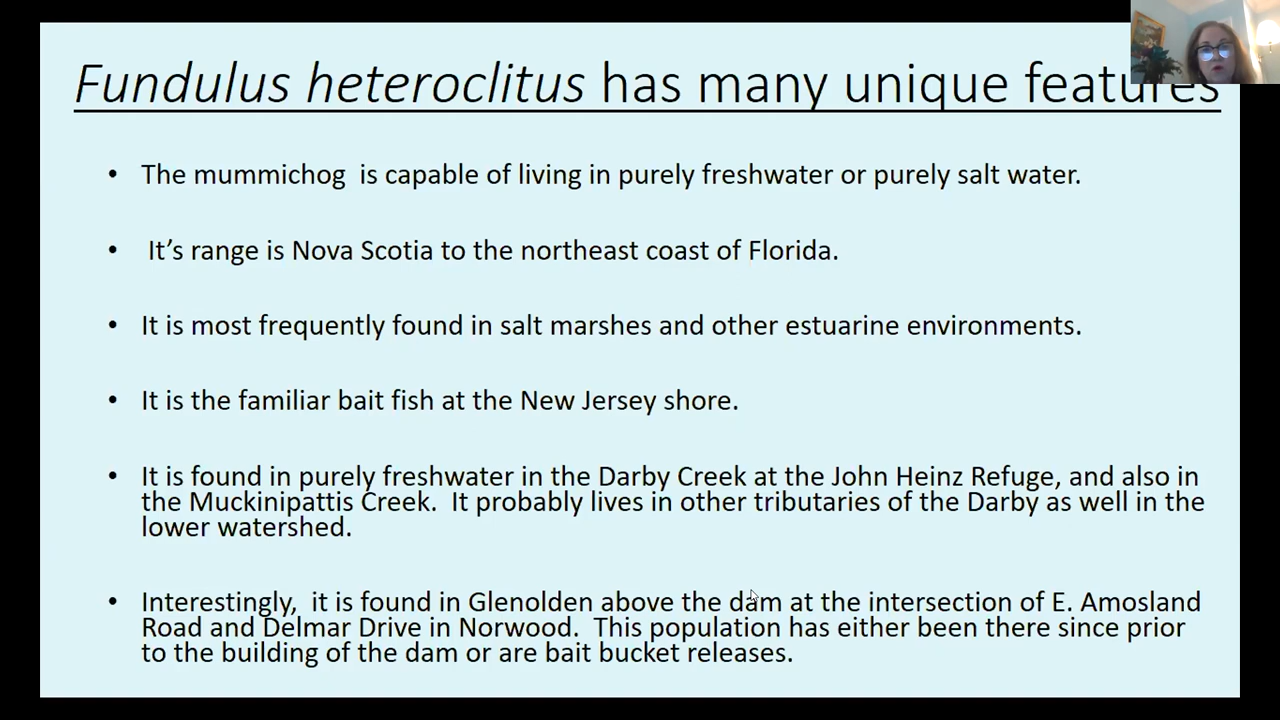 Fundulus heteroclitus has many unique features
• The mummichog is capable of living in purely freshwater or purely salt water.
• It’s range is Nova Scotia to the northeast coast of Florida.
• It is most frequently found in salt marshes and other estuarine environments.
• It is the familiar bait fish at the New Jersey shore.
• It is found in purely freshwater in the Darby Creek at the John Heinz Refuge, and also in
the Muckinipattis Creek. It probably lives in other tributaries of the Darby as well in the
lower watershed.
• Interestingly, it is found in Glenolden above the dam at the intersection of E. Amosland
Road and Delmar Drive in Norwood. This population has either been there since prior
to the building of the dam or are bait bucket releases.